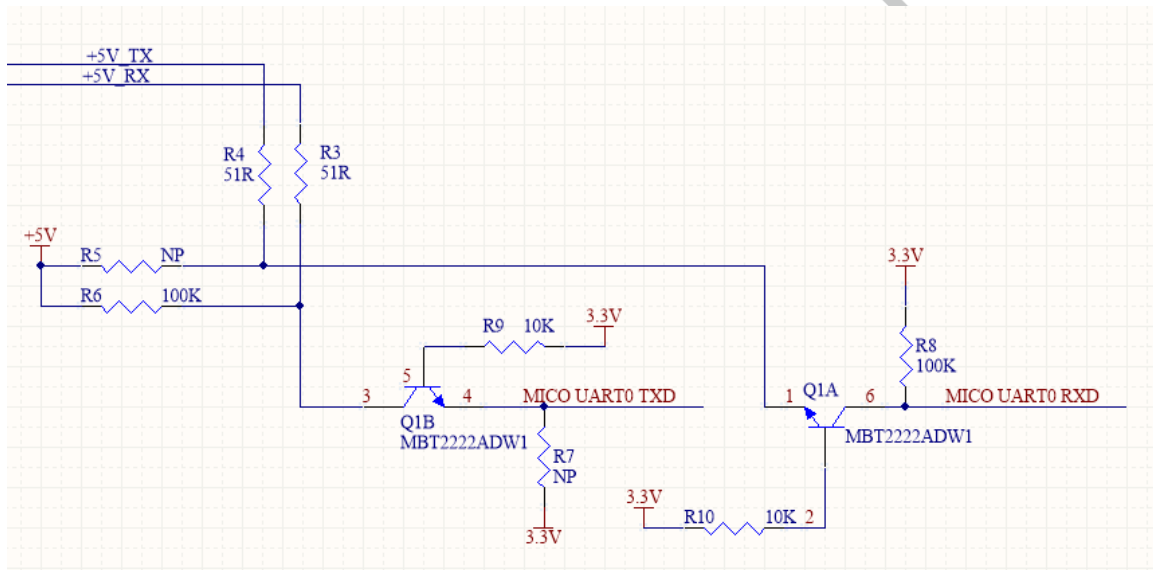 +5V_TX
+5V_RX
R4
51R
R3
51R
+5V
R5 NP
R6 100K
3.3V
R9 10K
3.3V
R8
100K
5
3
4
MICO UART0 TXD
1
Q1A
6
MICO UART0 RXD
Q1B
MBT2222ADW1
MBT2222ADW1
R7
NP
3.3V
R10
10K
2
3.3V